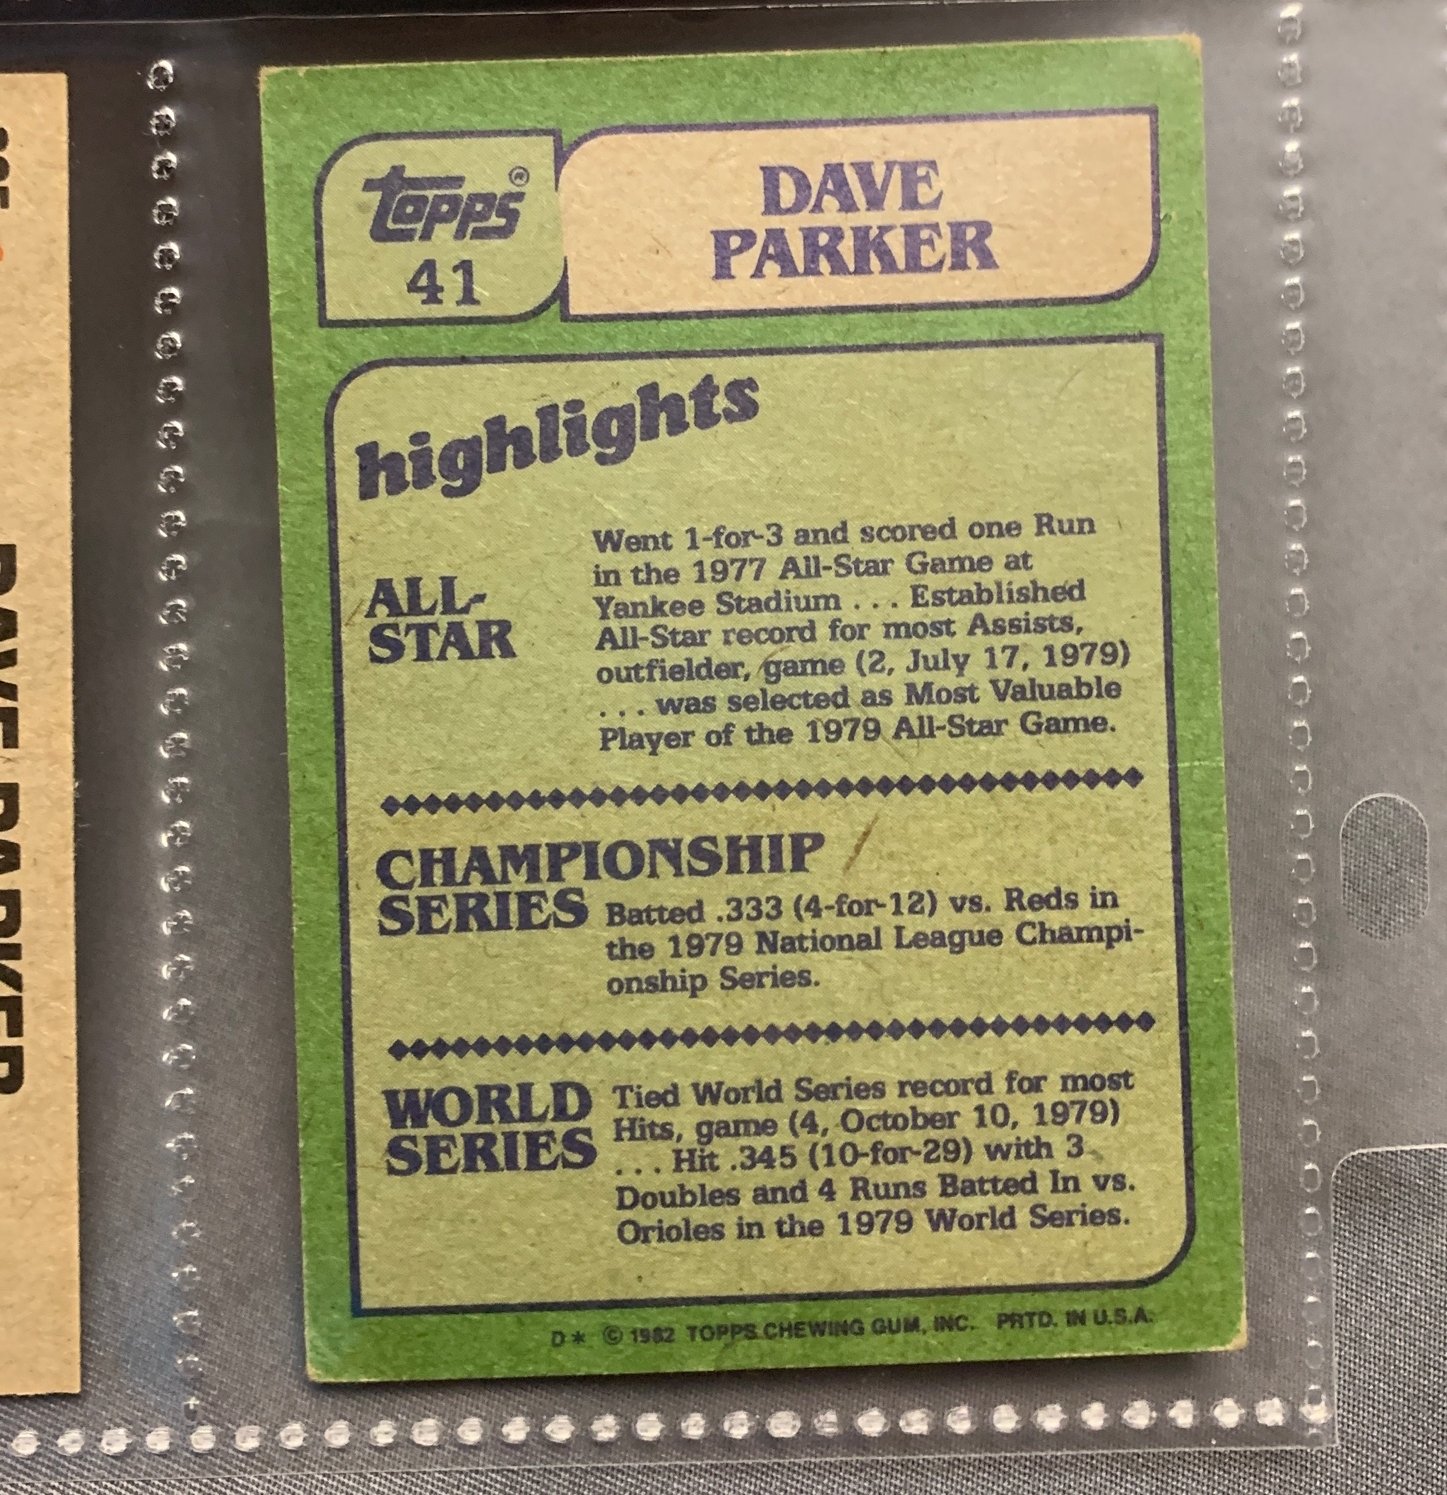 topps®
41
DAVE
PARKER
highlights
ALL-
STAR
Went 1-for-3 and scored one Run
in the 1977 All-Star Game at
Yankee Stadium . . . Established
All-Star record for most Assists,
outfielder, game (2, July 17, 1979)
. . . was selected as Most Valuable
Player of the 1979 All-Star Game.
CHAMPIONSHIP
SERIES
Batted .333 (4-for-12) vs. Reds in
the 1979 National League Champi-
onship Series.
WORLD
SERIES
Tied World Series record for most
Hits, game (4, October 10, 1979)
. . . Hit .345 (10-for-29) with 3
Doubles and 4 Runs Batted In vs.
Orioles in the 1979 World Series.
D* © 1982 TOPPS CHEWING GUM, INC. PRTD. IN U.S.A.
DAVE PARKER